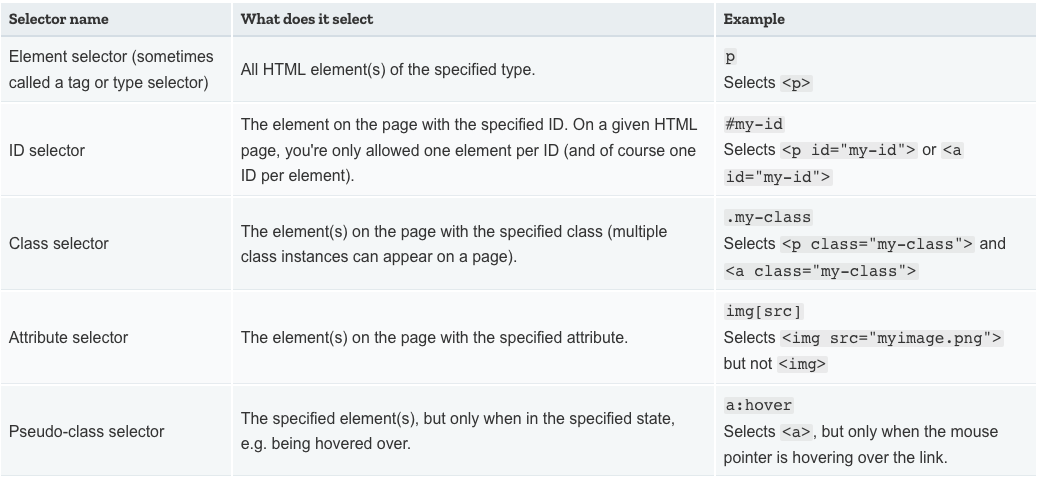 Selector name What does it select Example
Element selector (sometimes
called a tag or type selector)
All HTML element(s) of the specified type.
p
Selects <p>
ID selector
The element on the page with the specified ID. On a given HTML
page, you're only allowed one element per ID (and of course one
ID per element).
#my-id
Selects <p id="my-id"> or <a
id="my-id">
Class selector
The element(s) on the page with the specified class (multiple
class instances can appear on a page).
.my-class
Selects <p class="my-class"> and
<a class="my-class">
Attribute selector
The element(s) on the page with the specified attribute.
img[src]
Selects <img src="myimage.png">
but not <img>
Pseudo-class selector
The specified element(s), but only when in the specified state,
e.g. being hovered over.
a:hover
Selects <a>, but only when the mouse
pointer is hovering over the link.